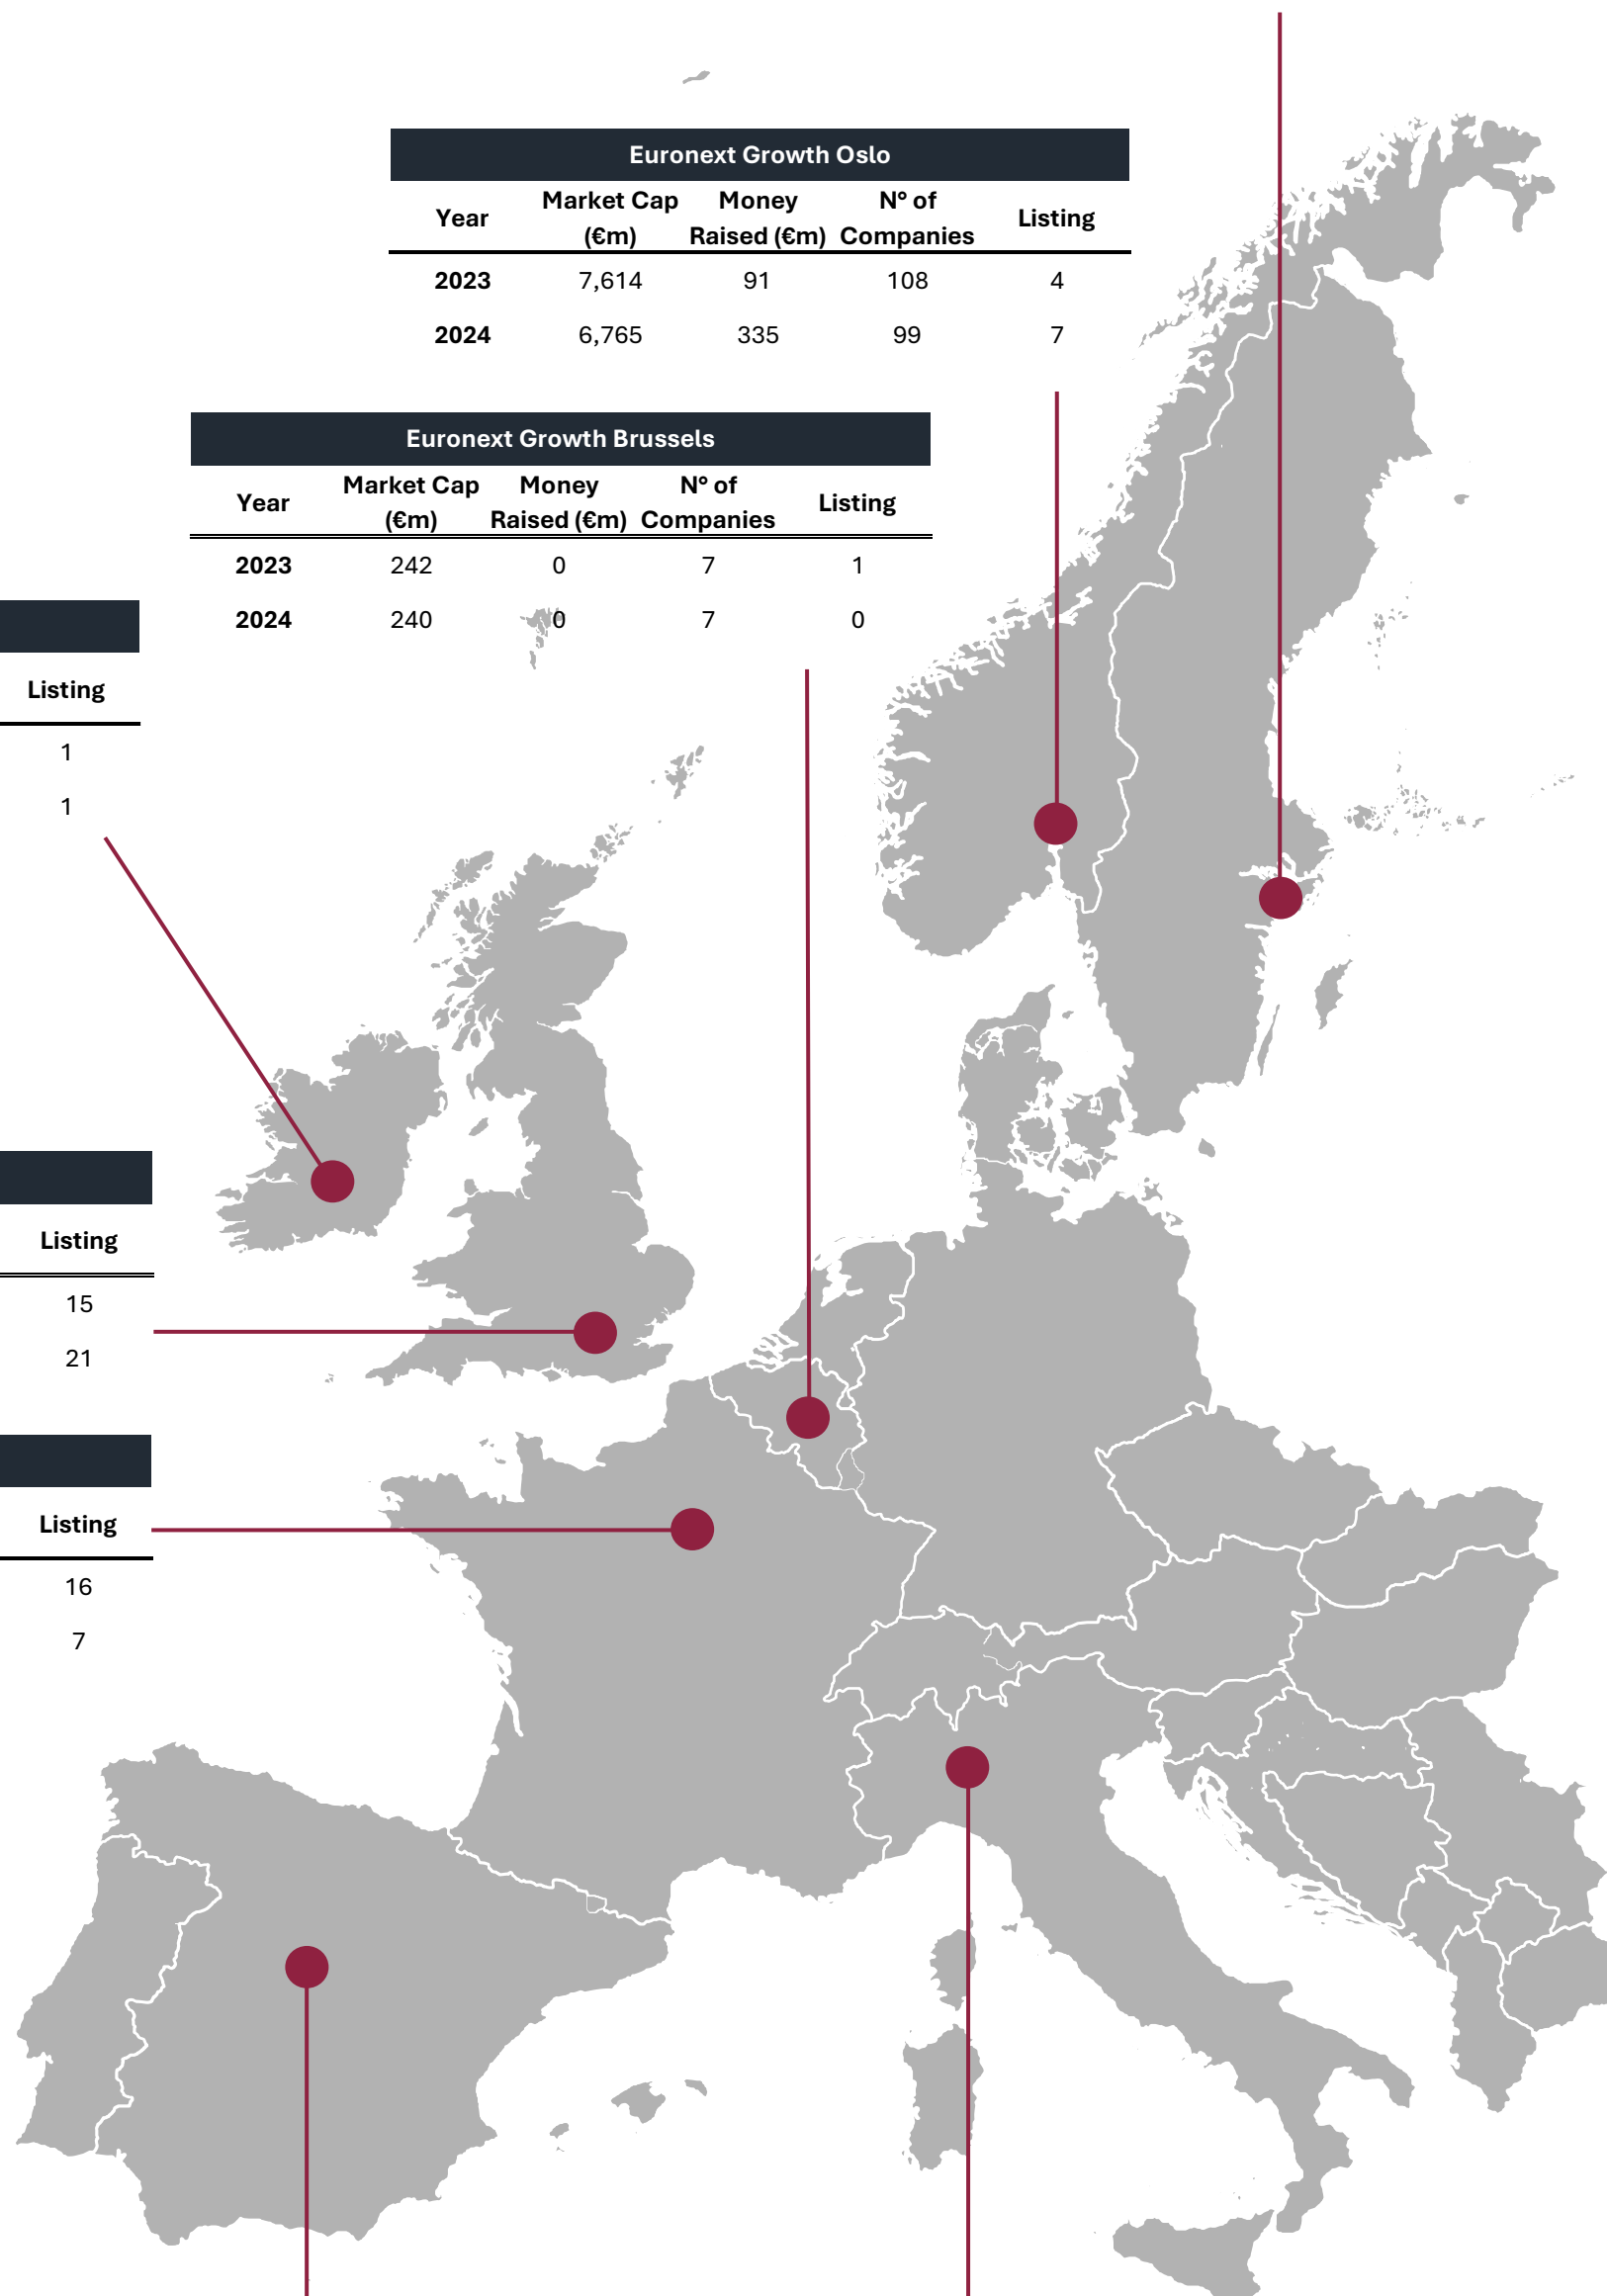 Euronext Growth Oslo
Year Market Cap (€m) Money Raised (€m) N° of Companies Listing
2023 7,614 91 108 4
2024 6,765 335 99 7
Euronext Growth Brussels
Year Market Cap (€m) Money Raised (€m) N° of Companies Listing
2023 242 0 7 1
2024 240 0 7 0
Listing
1
1
Listing
15
21
Listing
16
7